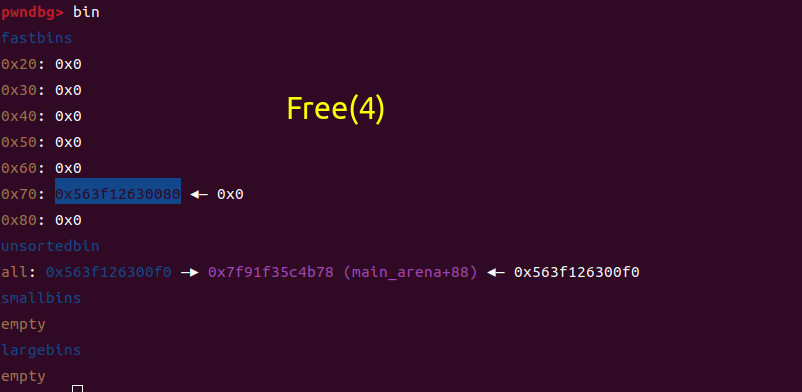 pwndbg> bin
fastbins
0x20: 0x0
0x30: 0x0
0x40: 0x0
Free(4)
0x50: 0x0
0x60: 0x0
0x70: 0x563f12630080 ◂— 0x0
0x80: 0x0
unsortedbin
all: 0x563f126300f0 —▸ 0x7f91f35c4b78 (main_arena+88) ◂— 0x563f126300f0
smallbins
empty
largebins
empty